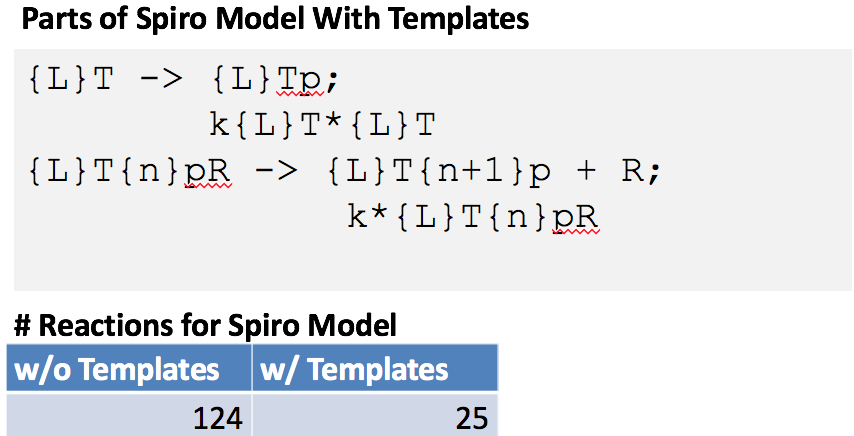 Parts of Spiro Model With Templates
{L}T -> {L}Tp;
k{L}T*{L}T
{L}T{n}pR -> {L}T{n+1}p + R;
k*{L}T{n}pR
# Reactions for Spiro Model
w/o Templates w/ Templates
124 25